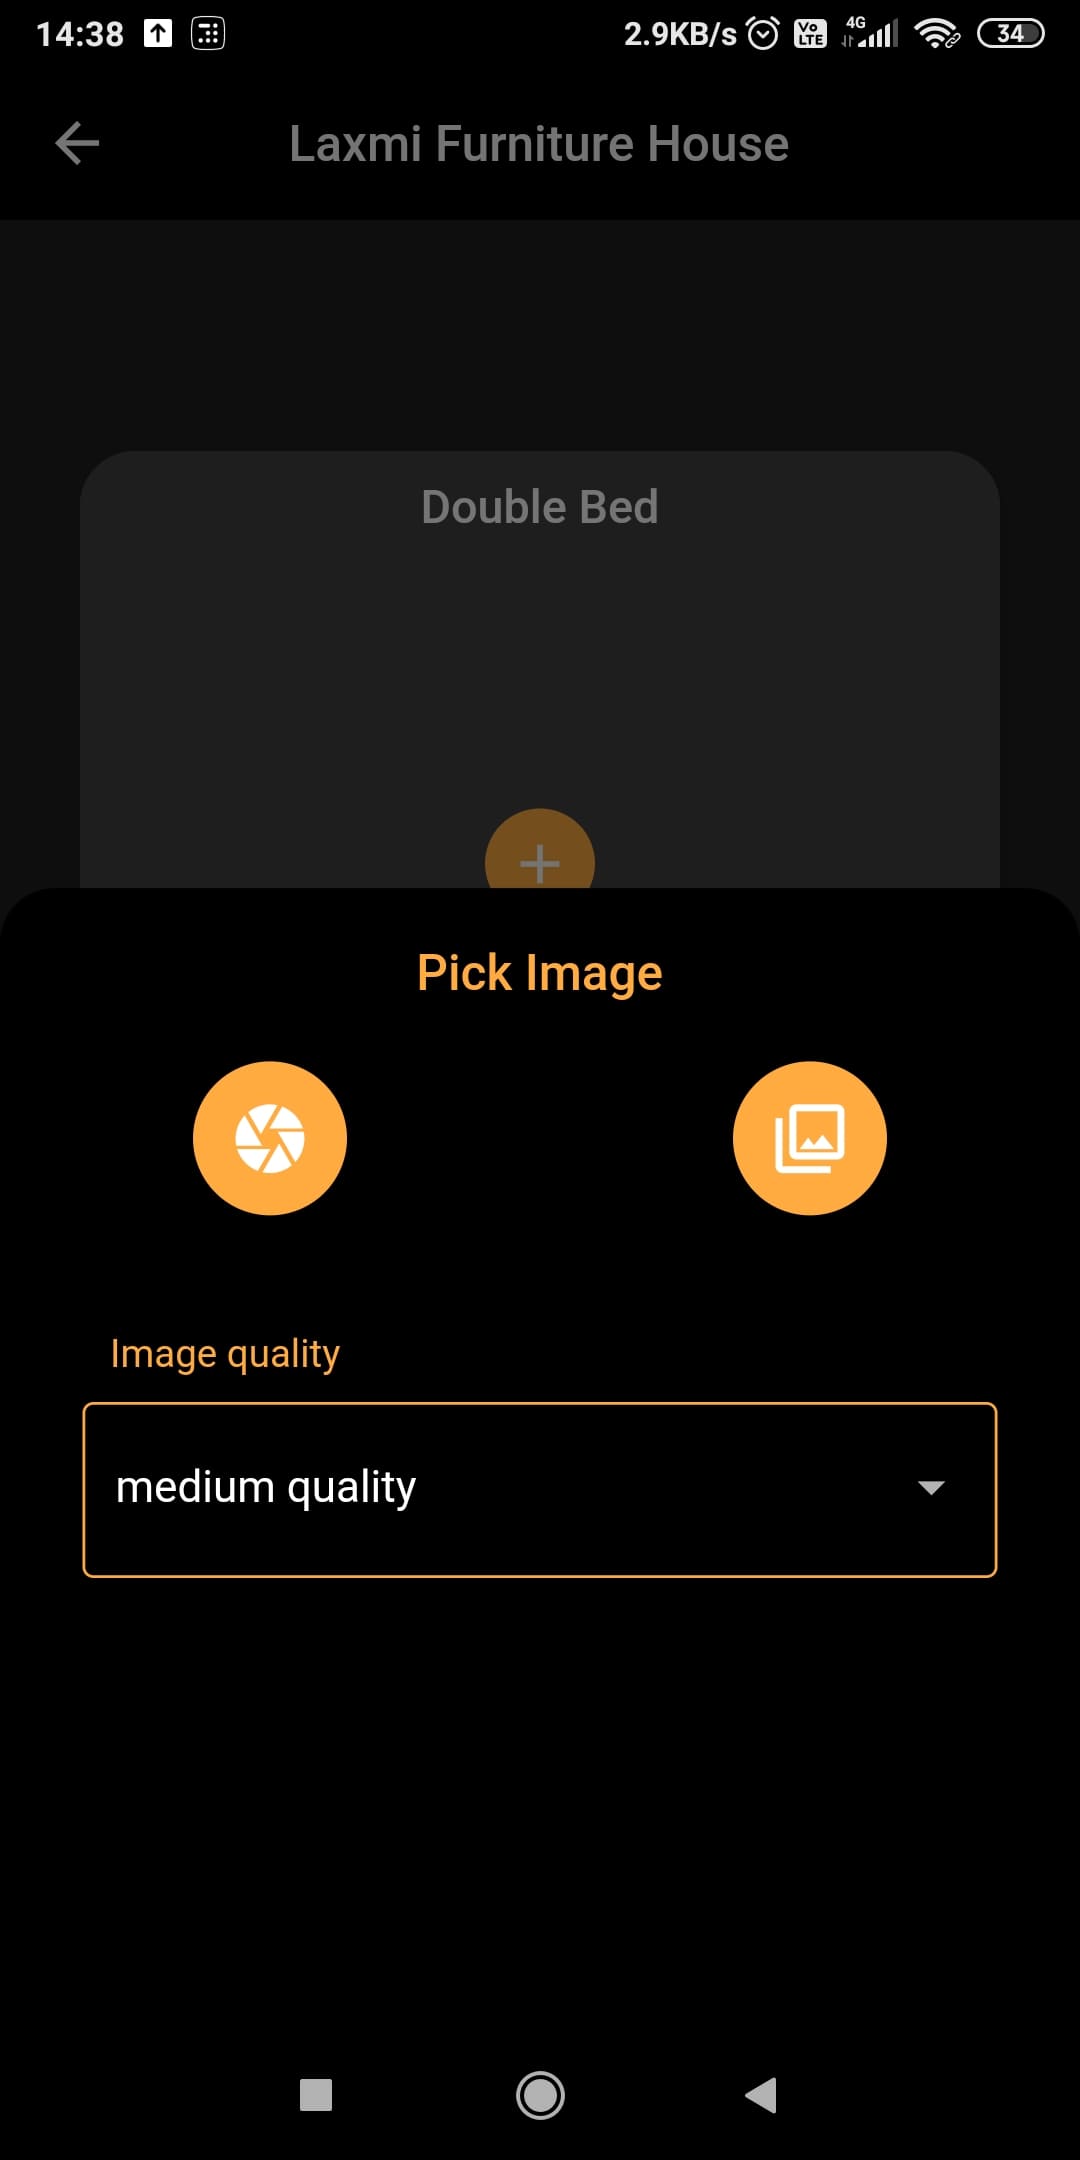 14:38
2.9KB/s
Vo
LTE
4G
34
Laxmi Furniture House
Double Bed
Pick Image
Image quality
medium quality